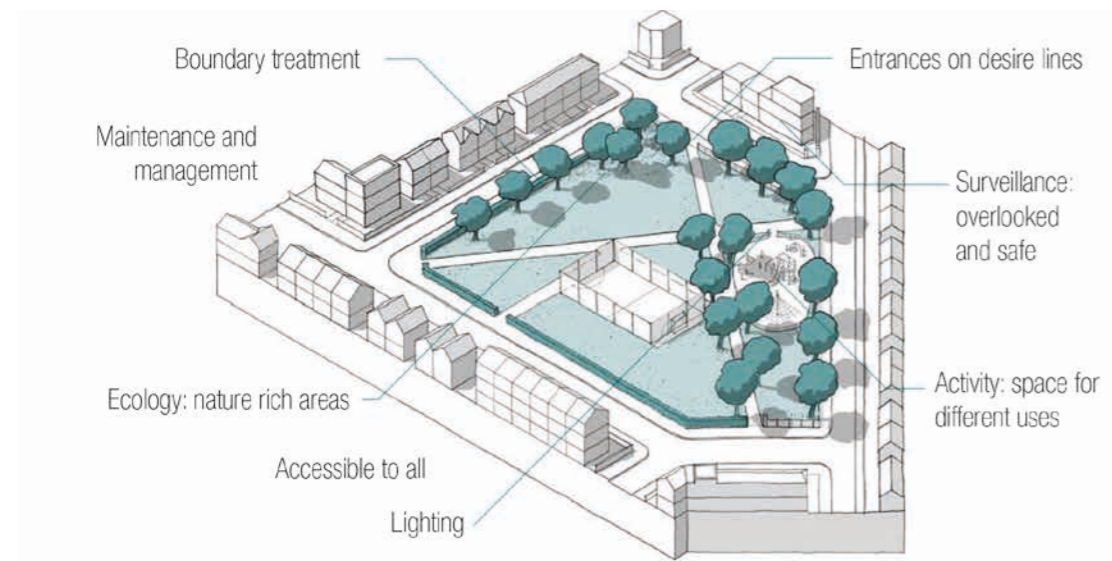 Boundary treatment
Entrances on desire lines
Maintenance and
management
Surveillance:
overlooked
and safe
Ecology: nature rich areas
Activity: space for
different uses
Accessible to all
Lighting